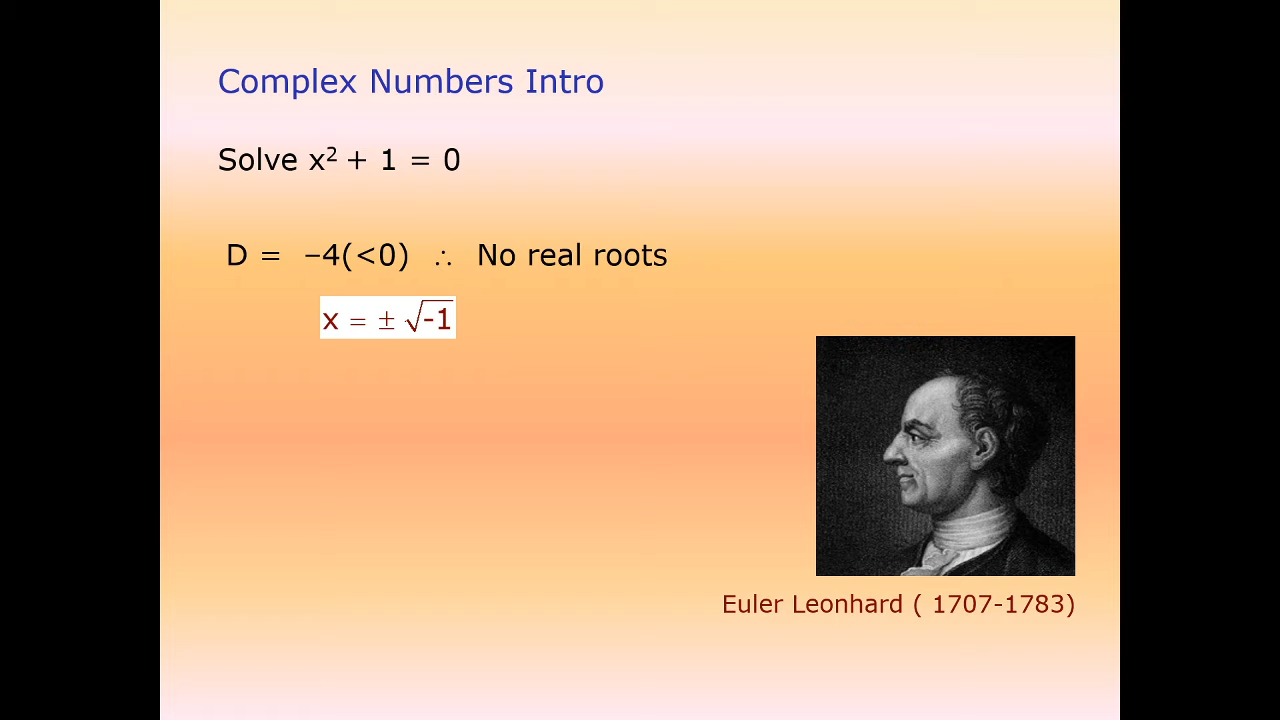 Complex Numbers Intro
Solve x² + 1 = 0
D = –4(<0) ∴ No real roots
x = ± √-1
Euler Leonhard ( 1707-1783)